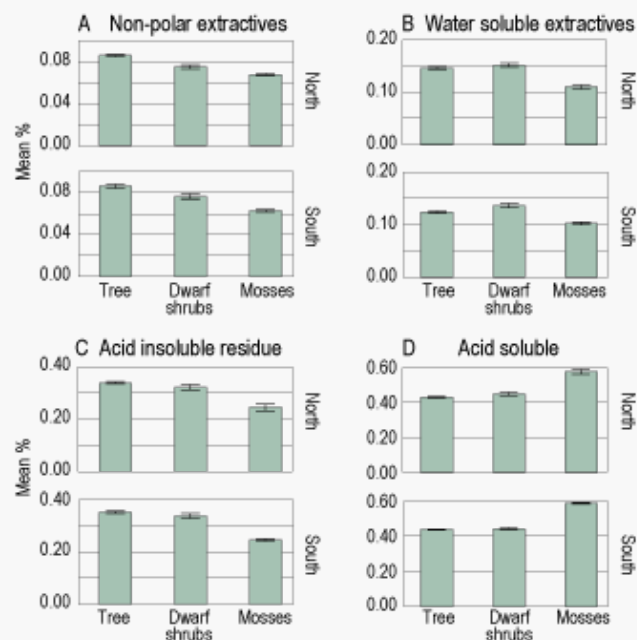 A Non-polar extractives
0.08
0.04
0.00
North
Mean %
0.08
0.04
0.00
South
Tree Dwarf shrubs Mosses
B Water soluble extractives
0.20
0.10
0.00
North
0.20
0.10
0.00
South
Tree Dwarf shrubs Mosses
C Acid insoluble residue
0.40
0.20
0.00
North
Mean %
0.40
0.20
0.00
South
Tree Dwarf shrubs Mosses
D Acid soluble
0.60
0.40
0.20
0.00
North
0.60
0.40
0.60
0.00
South
Tree Dwarf shrubs Mosses